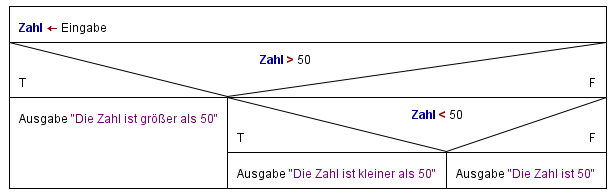 Zahl ← Eingabe
Zahl > 50
T
F
Ausgabe "Die Zahl ist größer als 50"
Zahl < 50
T
F
Ausgabe "Die Zahl ist kleiner als 50"
Ausgabe "Die Zahl ist 50"